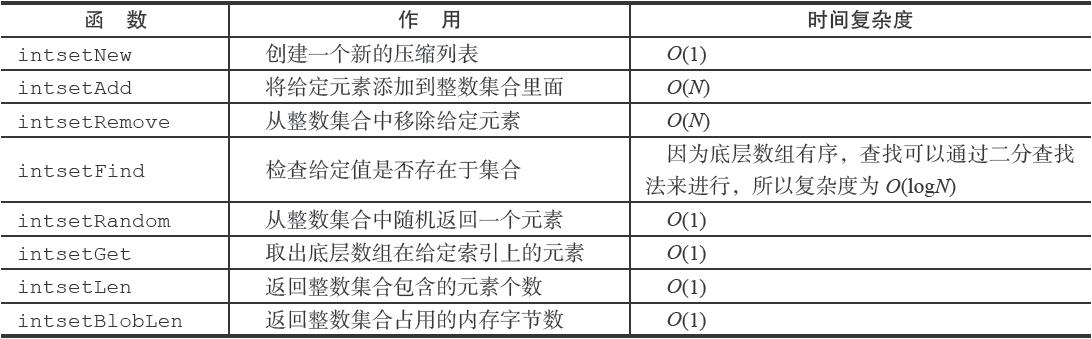 函 数 作 用 时间复杂度
intsetNew 创建一个新的压缩列表 O(1)
intsetAdd 将给定元素添加到整数集合里面 O(N)
intsetRemove 从整数集合中移除给定元素 O(N)
intsetFind 检查给定值是否存在于集合 因为底层数组有序，查找可以通过二分查找
法来进行，所以复杂度为 O(logN)
intsetRandom 从整数集合中随机返回一个元素 O(1)
intsetGet 取出底层数组在给定索引上的元素 O(1)
intsetLen 返回整数集合包含的元素个数 O(1)
intsetBlobLen 返回整数集合占用的内存字节数 O(1)